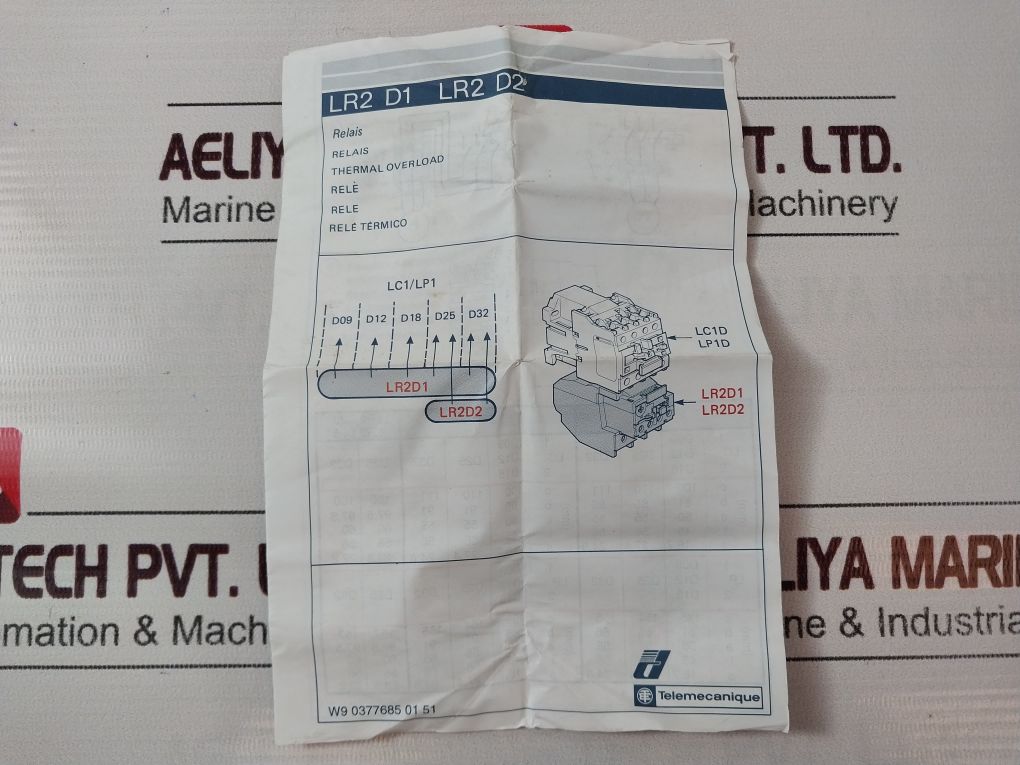 LR2 D1 LR2 D2
Relais
RELAIS
THERMAL OVERLOAD
RELÈ
RELE
RELÉ TÉRMICO
LC1/LP1
D09 D12 D18 D25 D32
LR2D1
LR2D2
LC1D
LP1D
LR2D1
LR2D2
W9 0377685 01 51
Telemecanique
T. LTD.
Marine
achinery
TECH PVT.
LIYA MARI
mation & Mach
ne & Industria